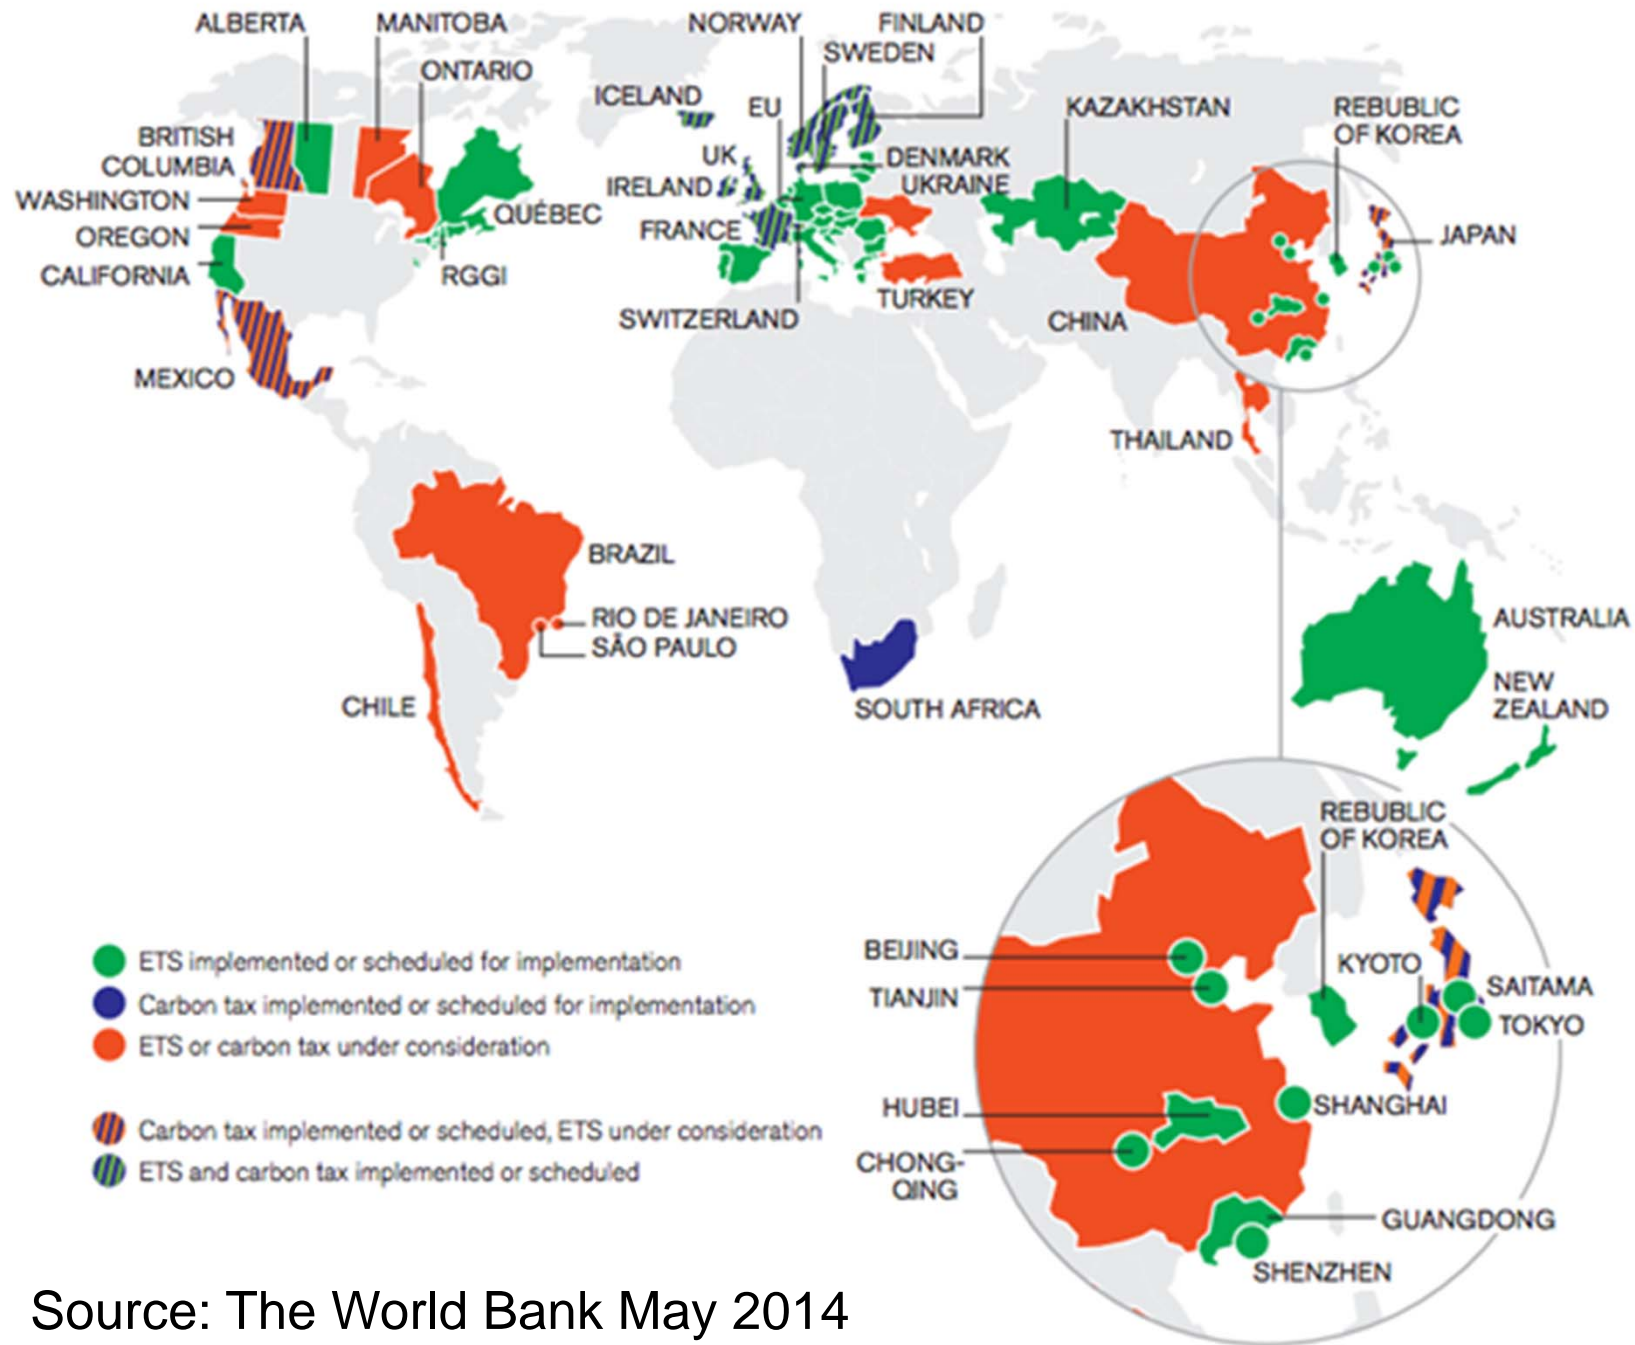 ALBERTA
MANITOBA
ONTARIO
NORWAY
FINLAND
SWEDEN
ICELAND
EU
KAZAKHSTAN
REBUBLIC
OF KOREA
BRITISH
COLUMBIA
UK
DENMARK
IRELAND
UKRAINE
WASHINGTON
QUÉBEC
OREGON
FRANCE
JAPAN
CALIFORNIA
RGGI
TURKEY
SWITZERLAND
CHINA
MEXICO
THAILAND
BRAZIL
RIO DE JANEIRO
SÃO PAULO
CHILE
SOUTH AFRICA
AUSTRALIA
NEW
ZEALAND
REBUBLIC
OF KOREA
BEIJING
TIANJIN
KYOTO
SAITAMA
TOKYO
HUBEI
SHANGHAI
CHONG-
QING
GUANGDONG
SHENZHEN
ETS implemented or scheduled for implementation
Carbon tax implemented or scheduled for implementation
ETS or carbon tax under consideration
Carbon tax implemented or scheduled, ETS under consideration
ETS and carbon tax implemented or scheduled
Source: The World Bank May 2014